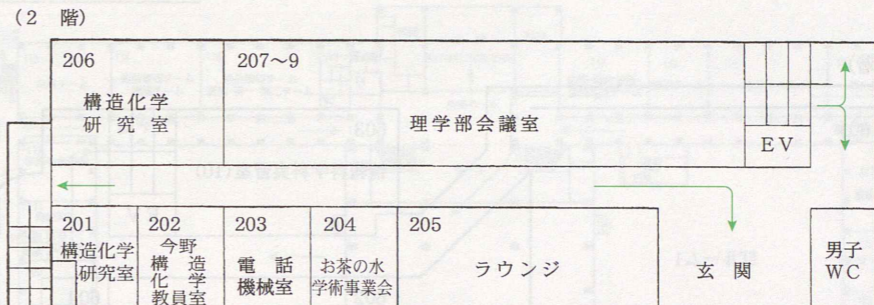 (2 階)
206
構造化学
研究室
207～9
理学部会議室
EV
201
構造化学
研究室
202
今野
構造
化学
教員室
203
電話
機械室
204
お茶の水
学術事業会
205
ラウンジ
玄関
男子
WC